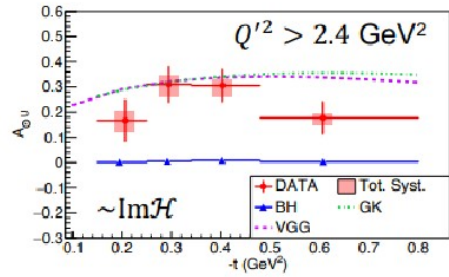 0.6
Q'² > 2.4 GeV²
0.5
0.4
0.3
0.2
0.1
0
-0.1
-0.2
-0.3
A⊙U
~Imℋ
DATA Tot. Syst.
BH GK
VGG
0.1 0.2 0.3 0.4 0.5 0.6 0.7 0.8
-t (GeV²)